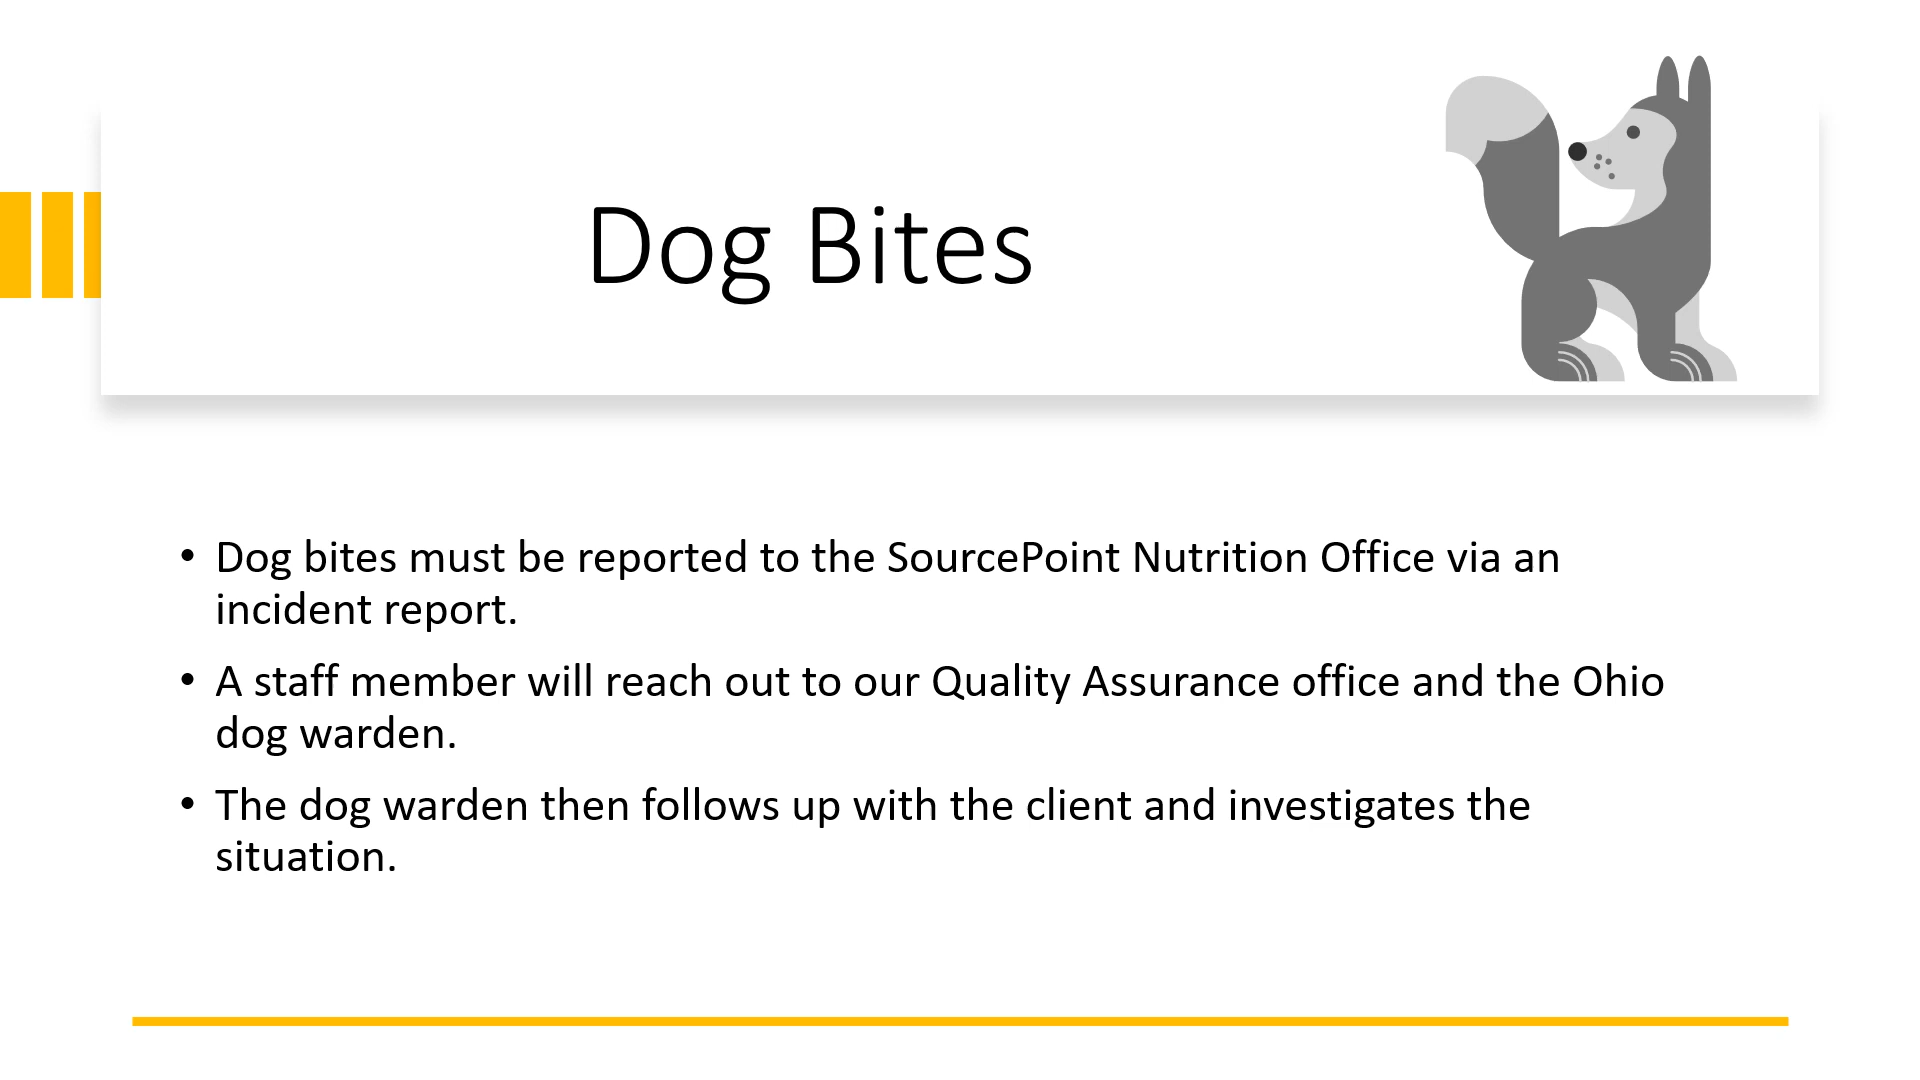 Dog Bites
• Dog bites must be reported to the SourcePoint Nutrition Office via an
incident report.
• A staff member will reach out to our Quality Assurance office and the Ohio
dog warden.
• The dog warden then follows up with the client and investigates the
situation.